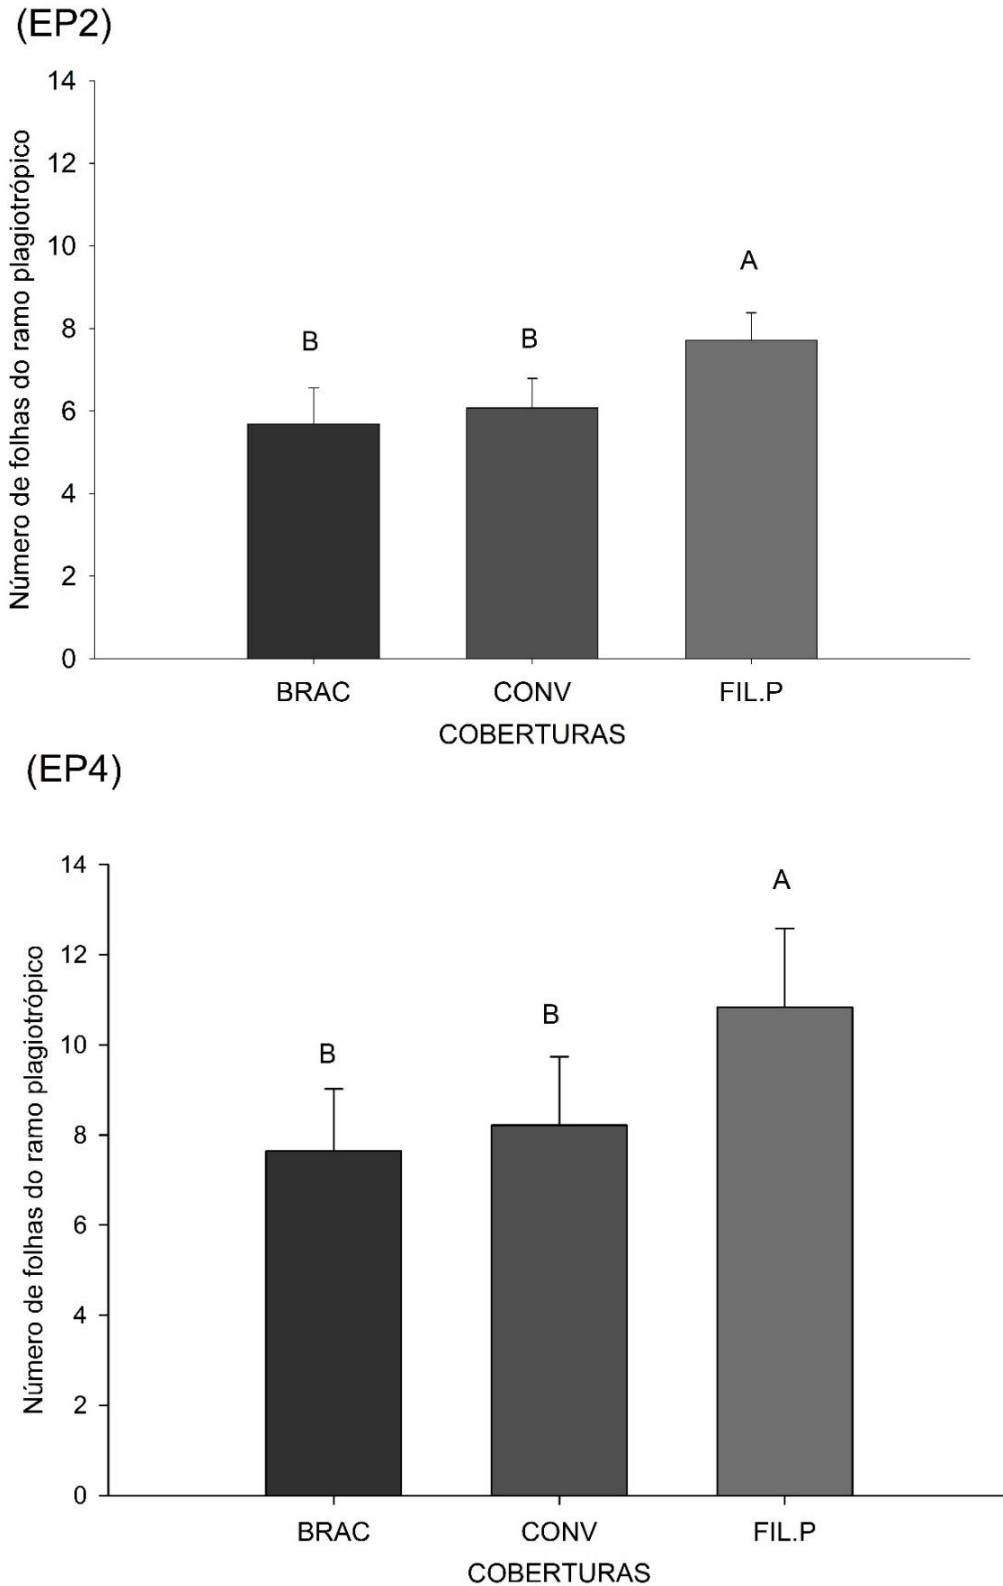 (EP2)
Número de folhas do ramo plagiotrópico
14
12
10
8
6
4
2
0
B
B
A
BRAC CONV FIL.P
COBERTURAS
(EP4)
Número de folhas do ramo plagiotrópico
14
12
10
8
6
4
2
0
B
B
A
BRAC CONV FIL.P
COBERTURAS